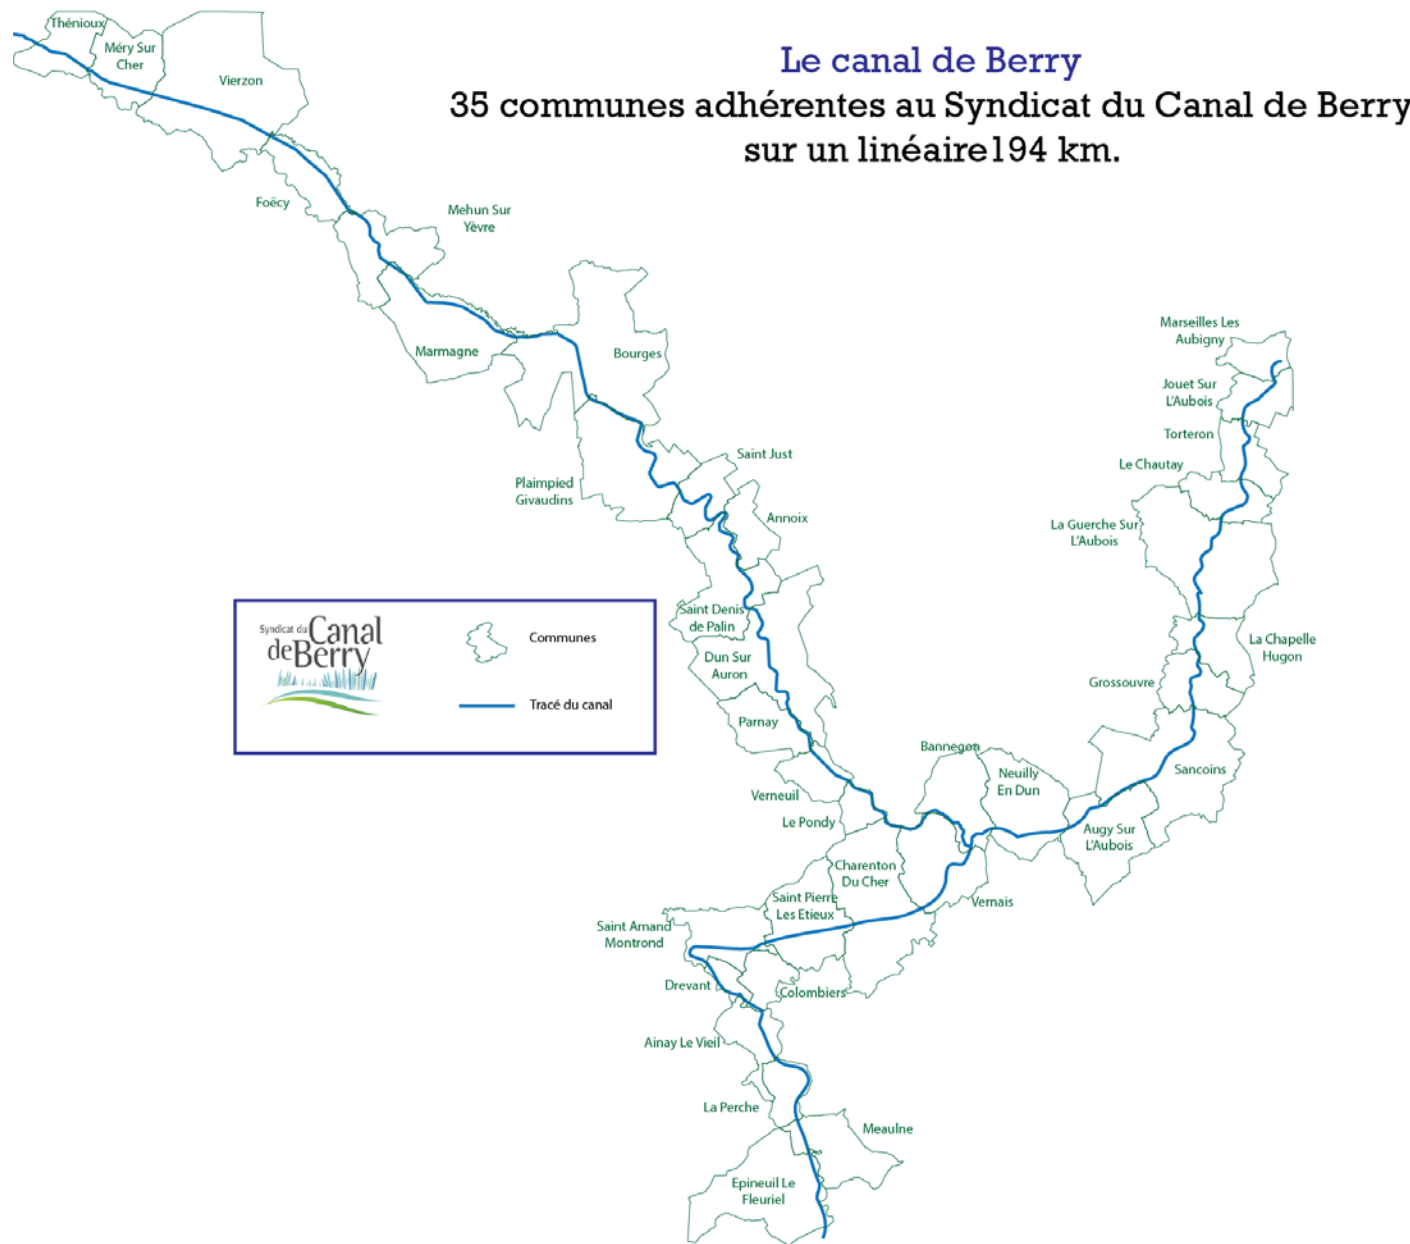 Le canal de Berry
35 communes adhérentes au Syndicat du Canal de Berry
sur un linéaire194 km.
Thénioux
Méry Sur
Cher
Vierzon
Foëcy
Mehun Sur
Yèvre
Marmagne
Bourges
Plaimpied
Givaudins
Saint Just
Annoix
Marseilles Les
Aubigny
Jouet Sur
L'Aubois
Torteron
Le Chautay
La Guerche Sur
L'Aubois
La Chapelle
Hugon
Grossouvre
Sancoins
Augy Sur
L'Aubois
Neuilly
En Dun
Bannegon
Vernais
Saint Denis
de Palin
Dun Sur
Auron
Parnay
Verneuil
Le Pondy
Charenton
Du Cher
Saint Pierre
Les Etieux
Saint Amand
Montrond
Drevant
Colombiers
Ainay Le Vieil
La Perche
Meaulne
Epineuil Le
Fleuriel
Syndicat du Canal
de Berry
Communes
Tracé du canal